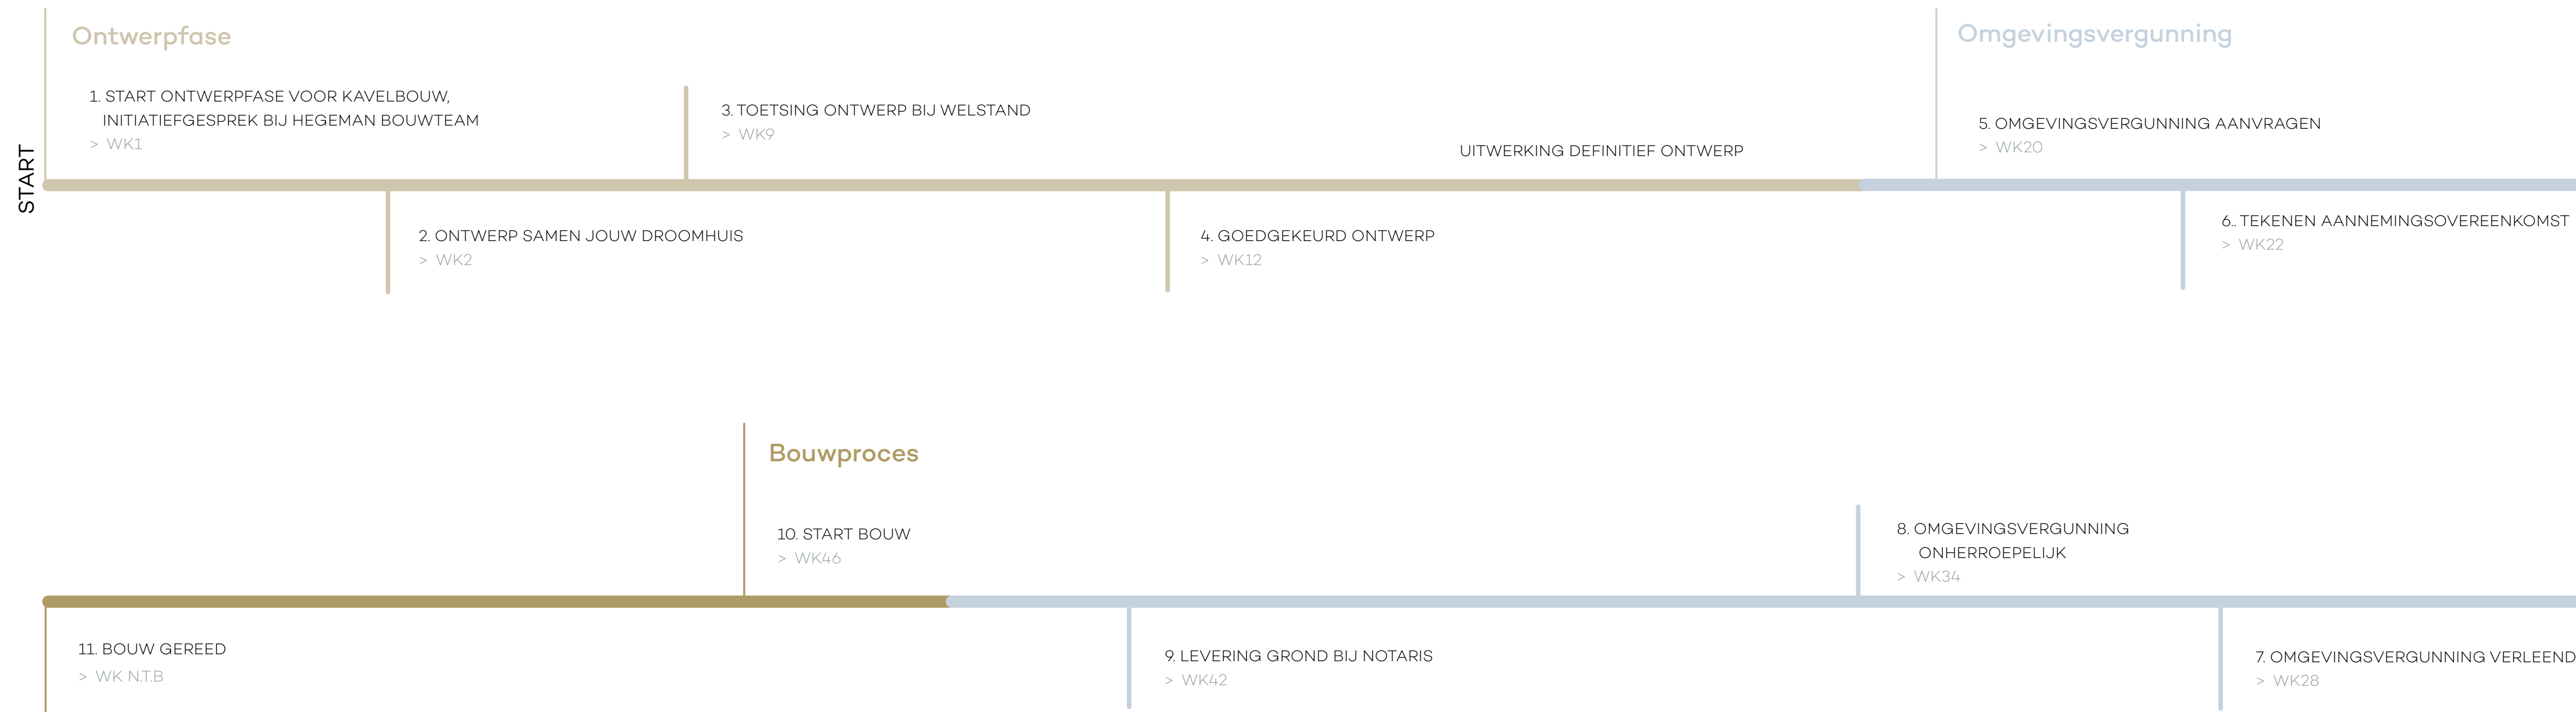 START
Ontwerpfase
1. START ONTWERPFASE VOOR KAVELBOUW,
INITIATIEFGESPREK BIJ HEGEMAN BOUWTEAM
> WK1
2. ONTWERP SAMEN JOUW DROOMHUIS
> WK2
3. TOETSING ONTWERP BIJ WELSTAND
> WK9
4. GOEDGEKEURD ONTWERP
> WK12
UITWERKING DEFINITIEF ONTWERP
Omgevingsvergunning
5. OMGEVINGSVERGUNNING AANVRAGEN
> WK20
6.. TEKENEN AANNEMINGSOVEREENKOMST
> WK22
7. OMGEVINGSVERGUNNING VERLEEND
> WK28
8. OMGEVINGSVERGUNNING
ONHERROEPELIJK
> WK34
9. LEVERING GROND BIJ NOTARIS
> WK42
Bouwproces
10. START BOUW
> WK46
11. BOUW GEREED
> WK N.T.B